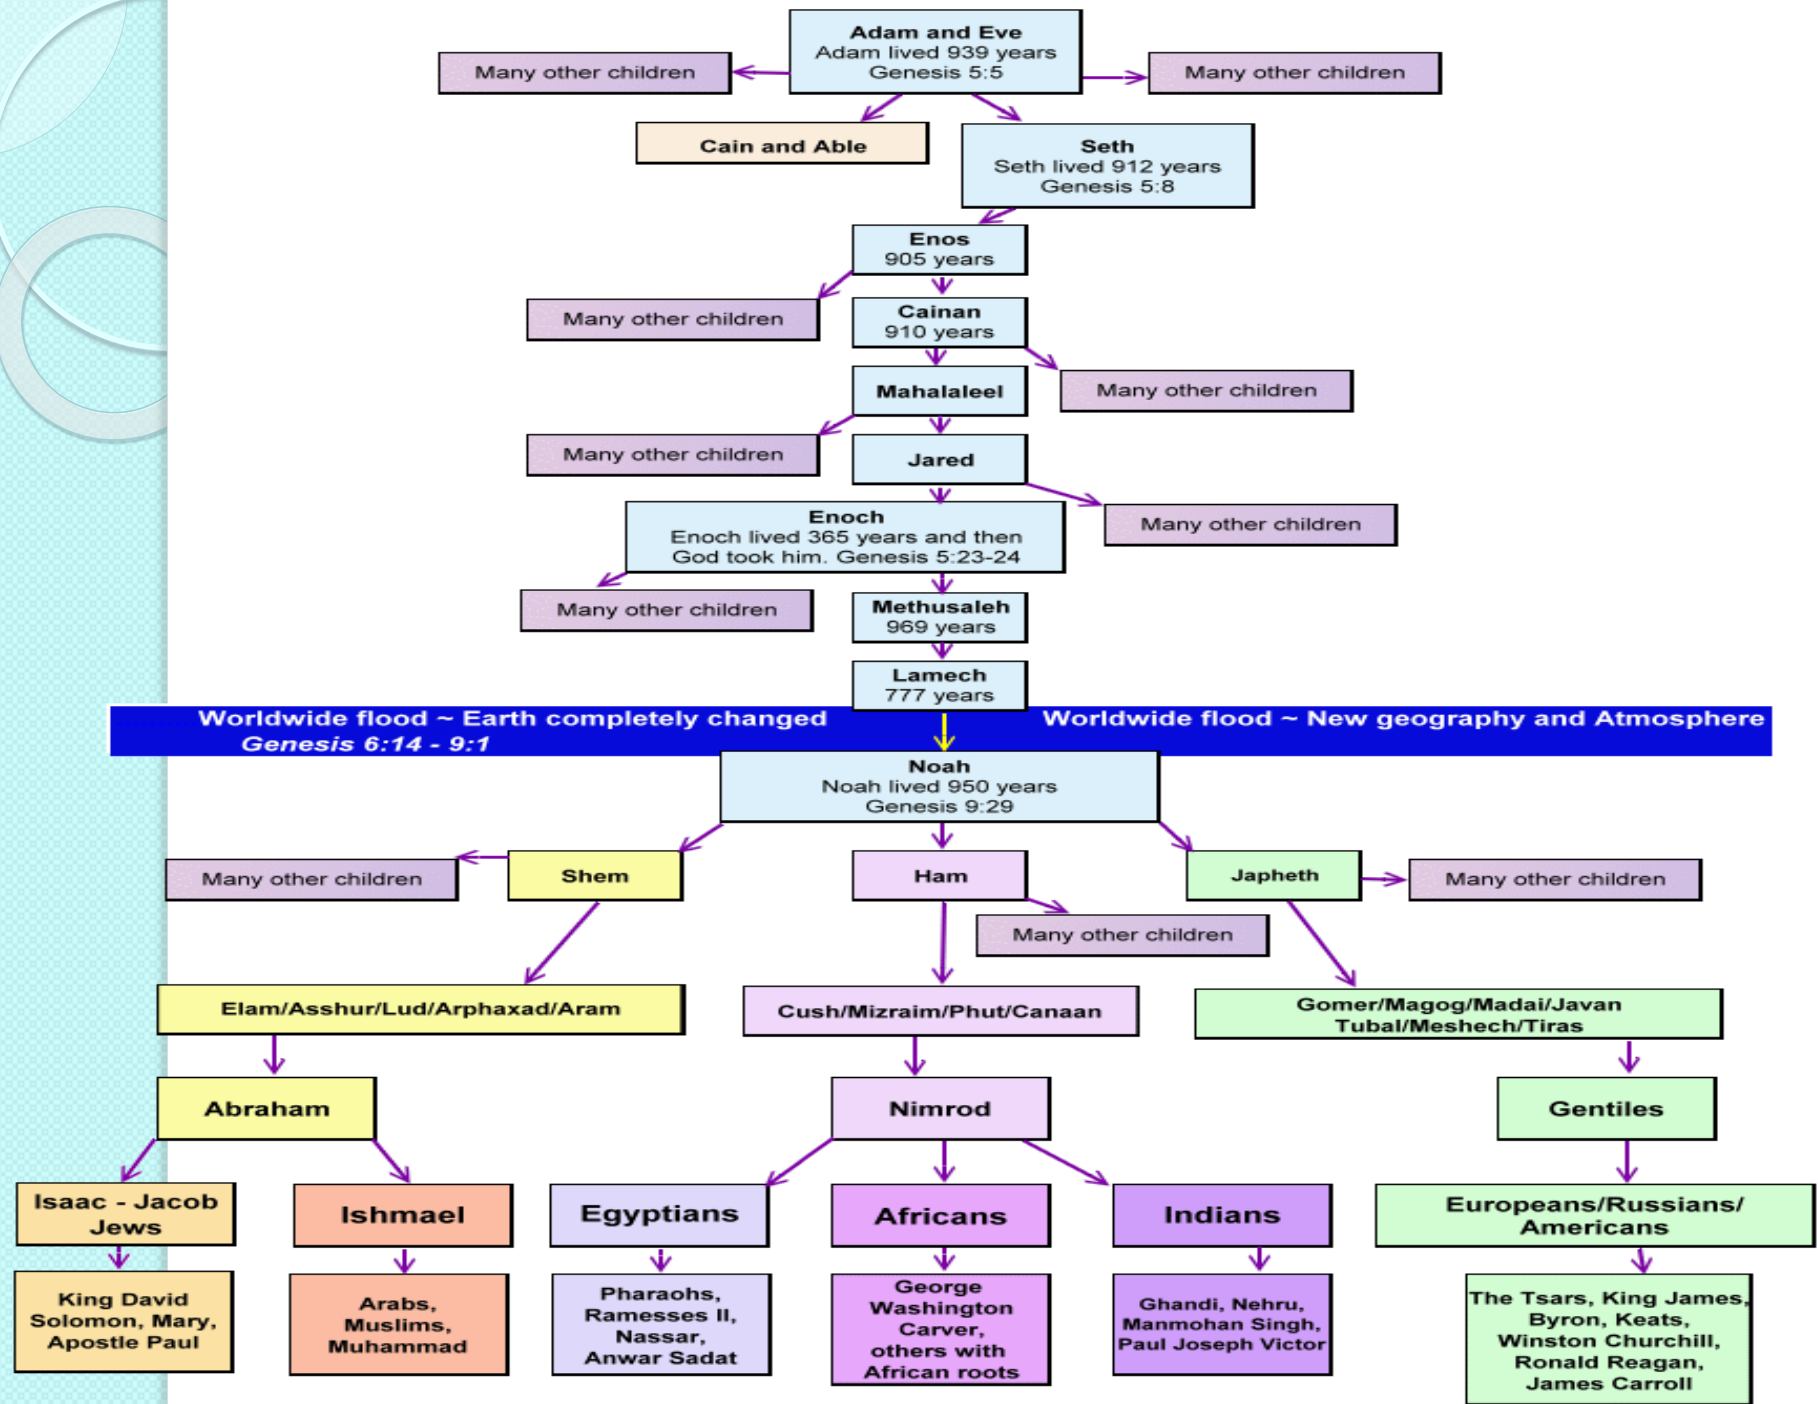 Adam and Eve
Adam lived 939 years
Genesis 5:5
Many other children
Many other children
Cain and Able
Seth
Seth lived 912 years
Genesis 5:8
Enos
905 years
Many other children
Cainan
910 years
Mahalaleel
Many other children
Many other children
Jared
Enoch
Enoch lived 365 years and then
God took him. Genesis 5:23-24
Many other children
Many other children
Methusaleh
969 years
Lamech
777 years
Worldwide flood ~ Earth completely changed
Genesis 6:14 - 9:1
Worldwide flood ~ New geography and Atmosphere
Noah
Noah lived 950 years
Genesis 9:29
Many other children
Shem
Ham
Japheth
Many other children
Many other children
Elam/Asshur/Lud/Arphaxad/Aram
Cush/Mizraim/Phut/Canaan
Gomer/Magog/Madai/Javan
Tubal/Meshech/Tiras
Abraham
Nimrod
Gentiles
Isaac - Jacob
Jews
Ishmael
Egyptians
Africans
Indians
Europeans/Russians/
Americans
King David
Solomon, Mary,
Apostle Paul
Arabs,
Muslims,
Muhammad
Pharaohs,
Ramesses II,
Nassar,
Anwar Sadat
George
Washington
Carver,
others with
African roots
Ghandi, Nehru,
Manmohan Singh,
Paul Joseph Victor
The Tsars, King James,
Byron, Keats,
Winston Churchill,
Ronald Reagan,
James Carroll